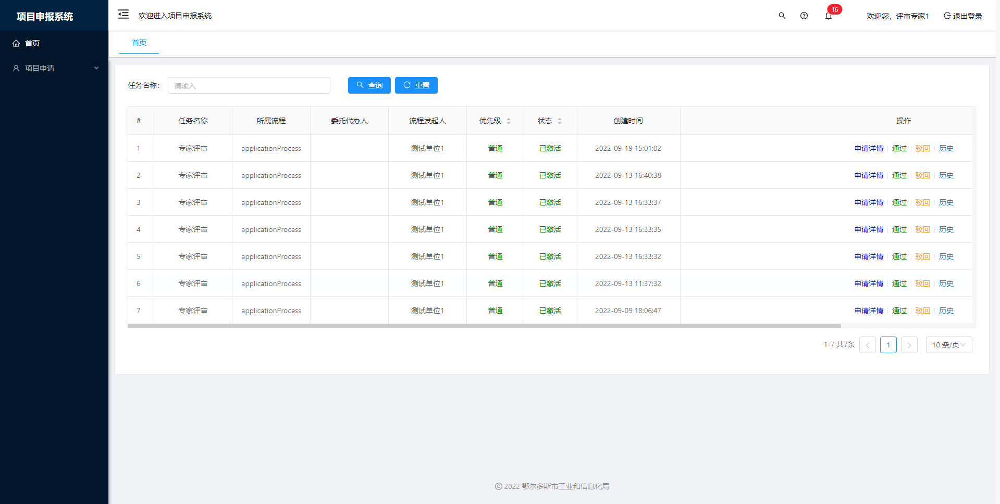 项目申报系统
欢迎进入项目申报系统
16
欢迎您，评审专家1
退出登录
首页
项目申请
首页
任务名称：
请输入
查询
重置
# 任务名称 所属流程 委托代办人 流程发起人 优先级 状态 创建时间 操作
1 专家评审 applicationProcess 测试单位1 普通 已激活 2022-09-19 15:01:02 申请详情 通过 驳回 历史
2 专家评审 applicationProcess 测试单位1 普通 已激活 2022-09-13 16:40:38 申请详情 通过 驳回 历史
3 专家评审 applicationProcess 测试单位1 普通 已激活 2022-09-13 16:33:37 申请详情 通过 驳回 历史
4 专家评审 applicationProcess 测试单位1 普通 已激活 2022-09-13 16:33:35 申请详情 通过 驳回 历史
5 专家评审 applicationProcess 测试单位1 普通 已激活 2022-09-13 16:33:32 申请详情 通过 驳回 历史
6 专家评审 applicationProcess 测试单位1 普通 已激活 2022-09-13 11:37:32 申请详情 通过 驳回 历史
7 专家评审 applicationProcess 测试单位1 普通 已激活 2022-09-09 18:06:47 申请详情 通过 驳回 历史
1-7 共7条 < 1 > 10 条/页
© 2022 鄂尔多斯市工业和信息化局